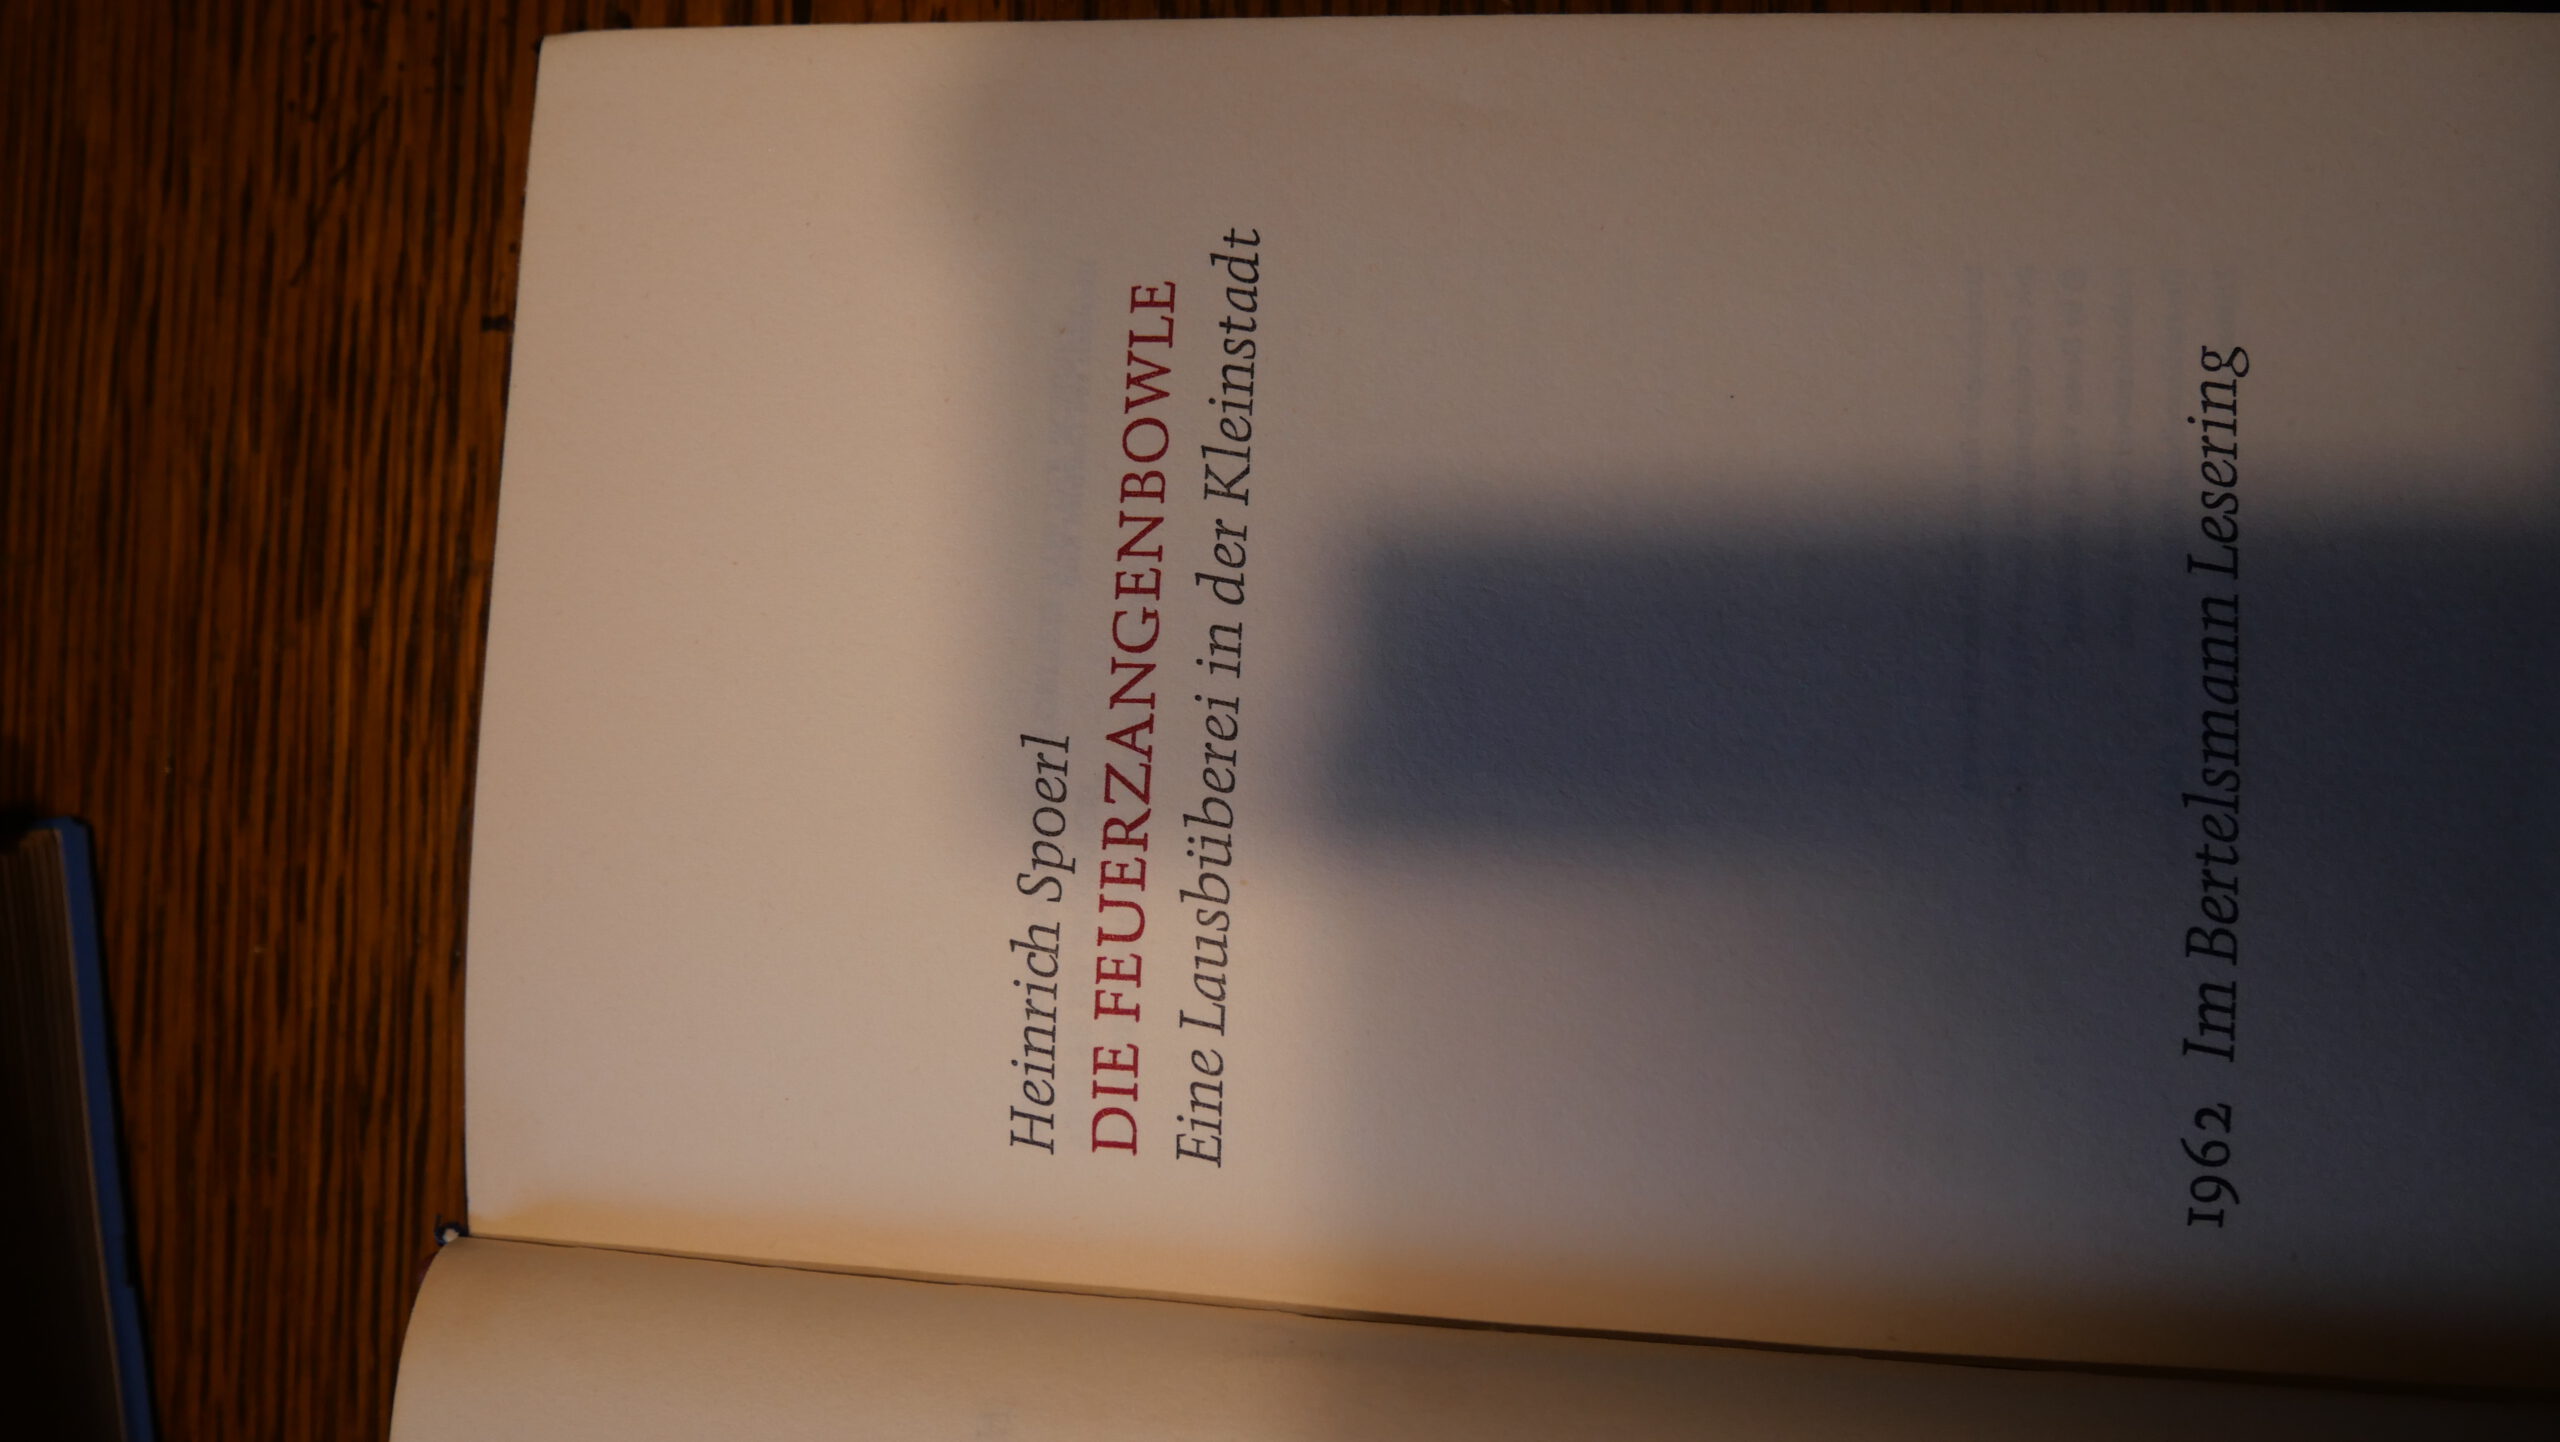 Heinrich Spoerl
DIE FEUERZANGENBOWLE
Eine Lausbüberei in der Kleinstadt
1962 Im Bertelsmann Lesering